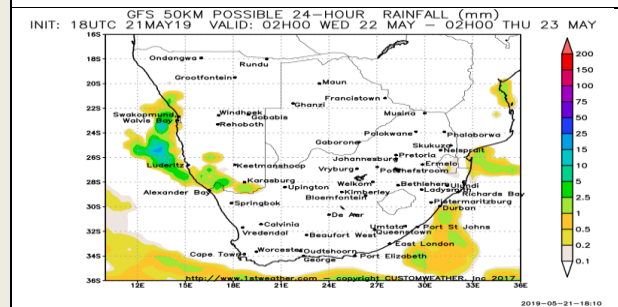 GFS 50KM POSSIBLE 24-HOUR RAINFALL (mm)
INIT: 18UTC 21MAY19 VALID: 02H00 WED 22 MAY - 02H00 THU 23 MAY
16S
Ondangwa
Rundu
200
18S
Grootfontein
150
Maun
20S
100
Francistown
Ghanzi
75
22S
Swakopmund
Windhoek
Gobabis
Musina
50
Walvis Bay
Rehoboth
24S
Polokwane
Phalaborwa
25
Gaborone
Skukuza
15
26S
Johannesburg
Pretoria
Nelspruit
10
Luderitz
Keetmanshoop
Vryburg
Potchefstroom
Ermelo
28S
Karasburg
Upington
Welkom
Bethlehem
Ulundi
5
Alexander Bay
Kimberley
Ladysmith
Richards Bay
2.5
30S
Springbok
Bloemfontein
Pietermaritzburg
Durban
1
De Aar
32S
Calvinia
Umtata
Port St Johns
0.5
Vredendal
Beaufort West
Queenstown
0.2
East London
34S
Cape Town
Worcester
Oudtshoorn
George
Port Elizabeth
0.1
http://www.1stweather.com - copyright CUSTOMWEATHER, Inc 2017
36S
12E 15E 18E 21E 24E 27E 30E 33E 36E
2019-05-21-18:10